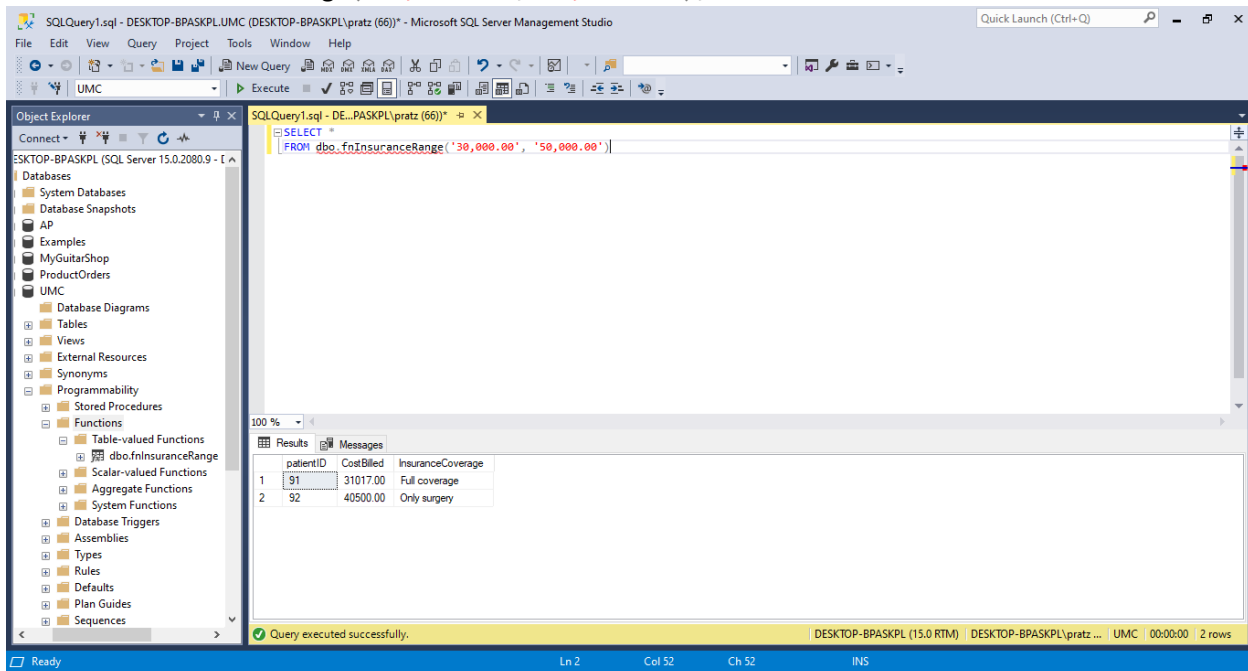 SQLQuery1.sql - DESKTOP-BPASKPL.UMC (DESKTOP-BPASKPL\pratz (66))* - Microsoft SQL Server Management Studio
Quick Launch (Ctrl+Q)
File Edit View Query Project Tools Window Help
New Query
UMC
Execute
Object Explorer
SQLQuery1.sql - DE...PASKPL\pratz (66))*
Connect
ESKTOP-BPASKPL (SQL Server 15.0.2080.9 - D
Databases
System Databases
Database Snapshots
AP
Examples
MyGuitarShop
ProductOrders
UMC
Database Diagrams
Tables
Views
External Resources
Synonyms
Programmability
Stored Procedures
Functions
Table-valued Functions
dbo.fnInsuranceRange
Scalar-valued Functions
Aggregate Functions
System Functions
Database Triggers
Assemblies
Types
Rules
Defaults
Plan Guides
Sequences
SELECT *
FROM dbo.fnInsuranceRange('30,000.00', '50,000.00')
100 %
Results Messages
patientID CostBilled InsuranceCoverage
1 91 31017.00 Full coverage
2 92 40500.00 Only surgery
Query executed successfully.
DESKTOP-BPASKPL (15.0 RTM) DESKTOP-BPASKPL\pratz ... UMC 00:00:00 2 rows
Ready Ln 2 Col 52 Ch 52 INS